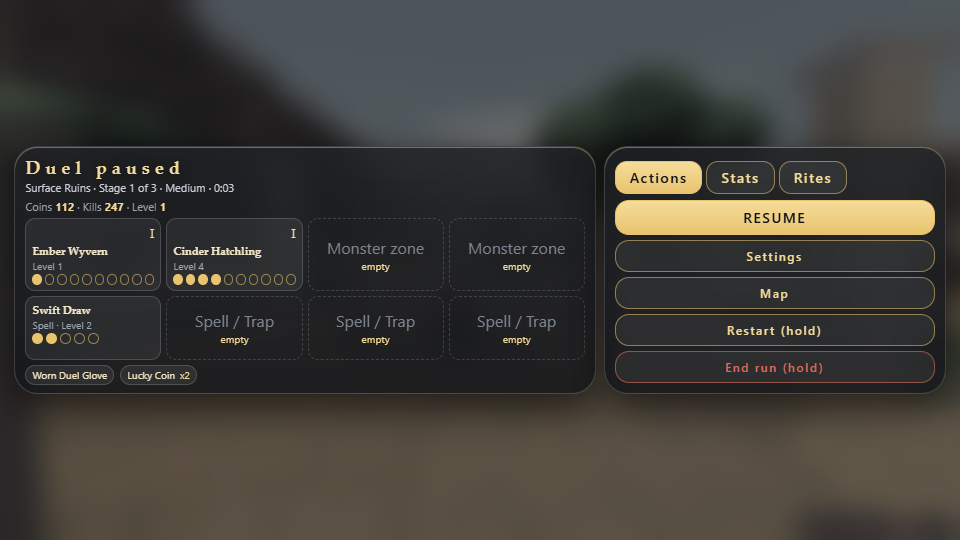 Duel paused
Surface Ruins · Stage 1 of 3 · Medium · 0:03
Coins 112 · Kills 247 · Level 1
I
Ember Wyvern
Level 1
I
Cinder Hatchling
Level 4
Monster zone
empty
Monster zone
empty
Swift Draw
Spell · Level 2
Spell / Trap
empty
Spell / Trap
empty
Spell / Trap
empty
Worn Duel Glove
Lucky Coin x2
Actions
Stats
Rites
RESUME
Settings
Map
Restart (hold)
End run (hold)